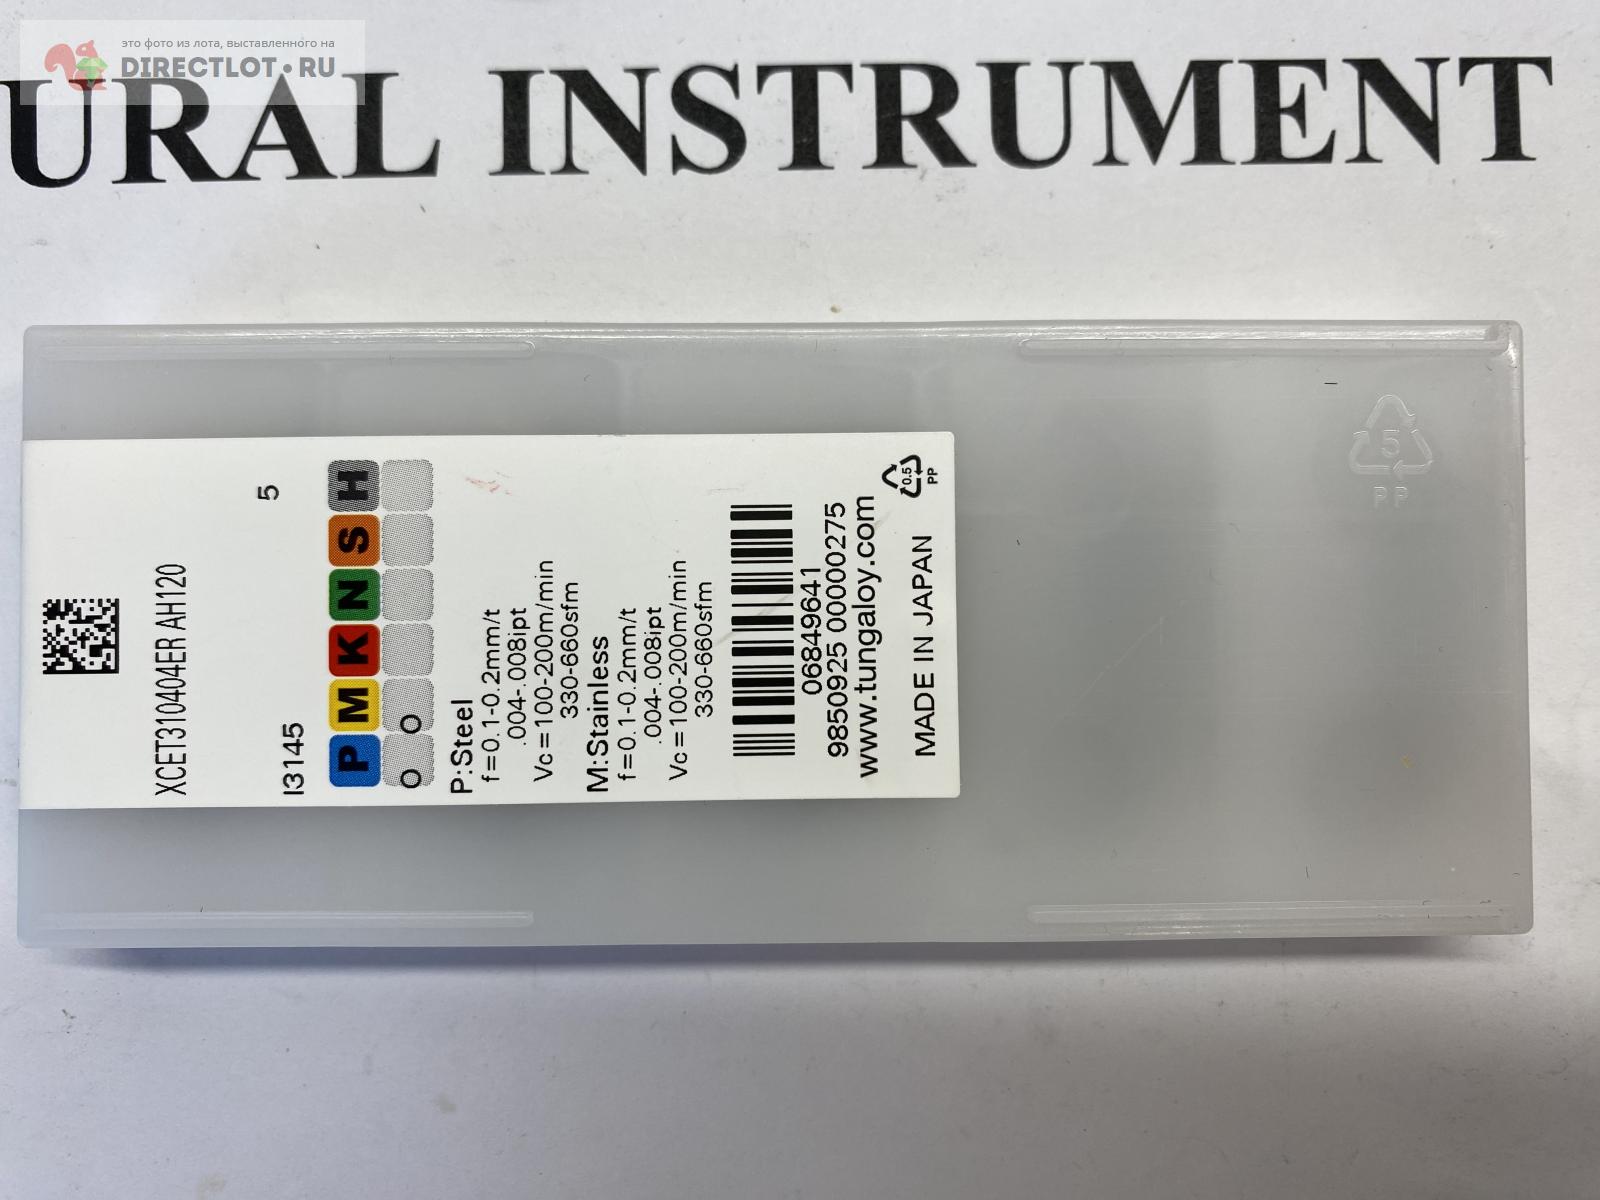 это фото из лота, выставленного на
DIRECTLOT.RU
URAL INSTRUMENT
XCET310404ER AH120
I3145 5
P M K N S H
O O
P:Steel
f=0.1-0.2mm/t
.004-.008ipt
Vc=100-200m/min
330-660sfm
M:Stainless
f=0.1-0.2mm/t
.004-.008ipt
Vc=100-200m/min
330-660sfm
06849641
9850925 00000275
www.tungaloy.com
MADE IN JAPAN
0.5
PP
5
PP